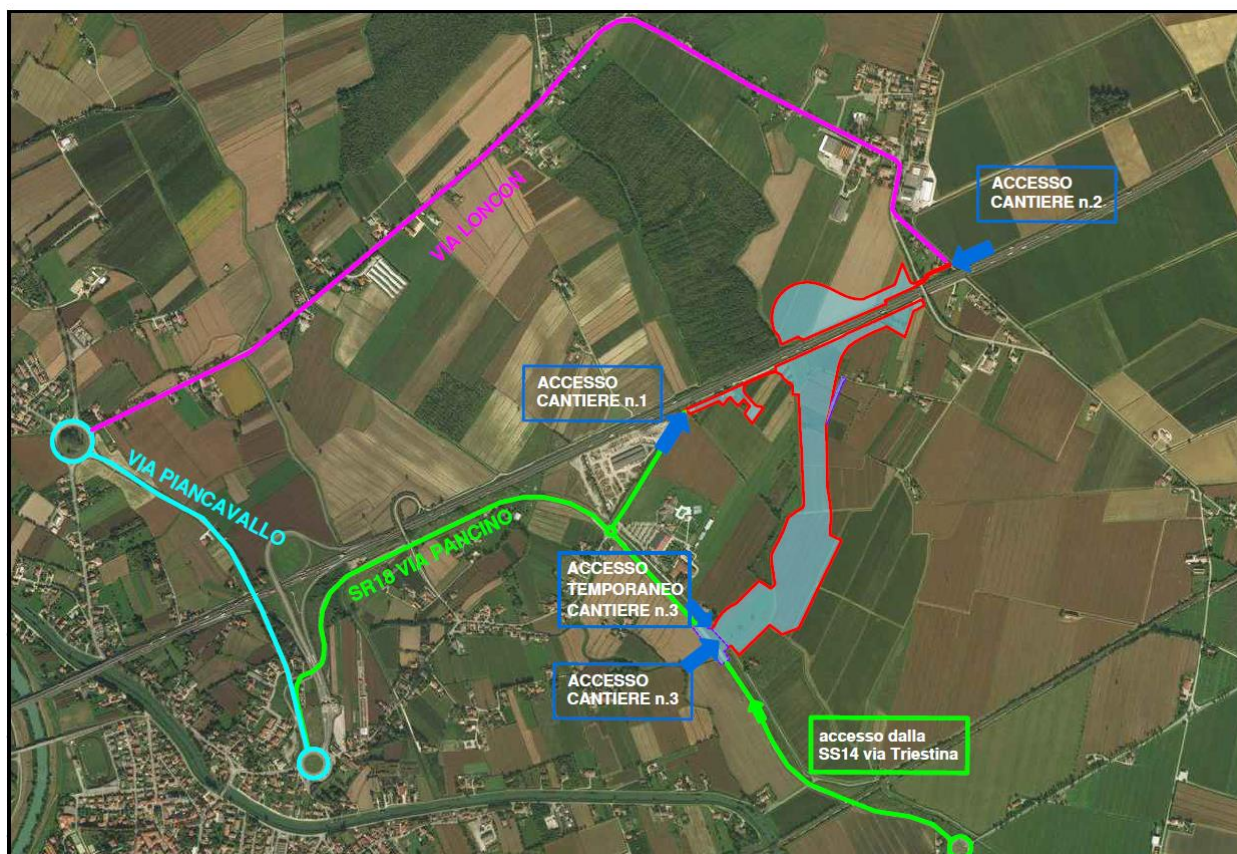 ACCESSO
CANTIERE n.2
VIA LONCON
ACCESSO
CANTIERE n.1
VIA PIANCAVALLO
SR18 VIA PANCINO
ACCESSO
TEMPORANEO
CANTIERE n.3
ACCESSO
CANTIERE n.3
accesso dalla
SS14 via Triestina